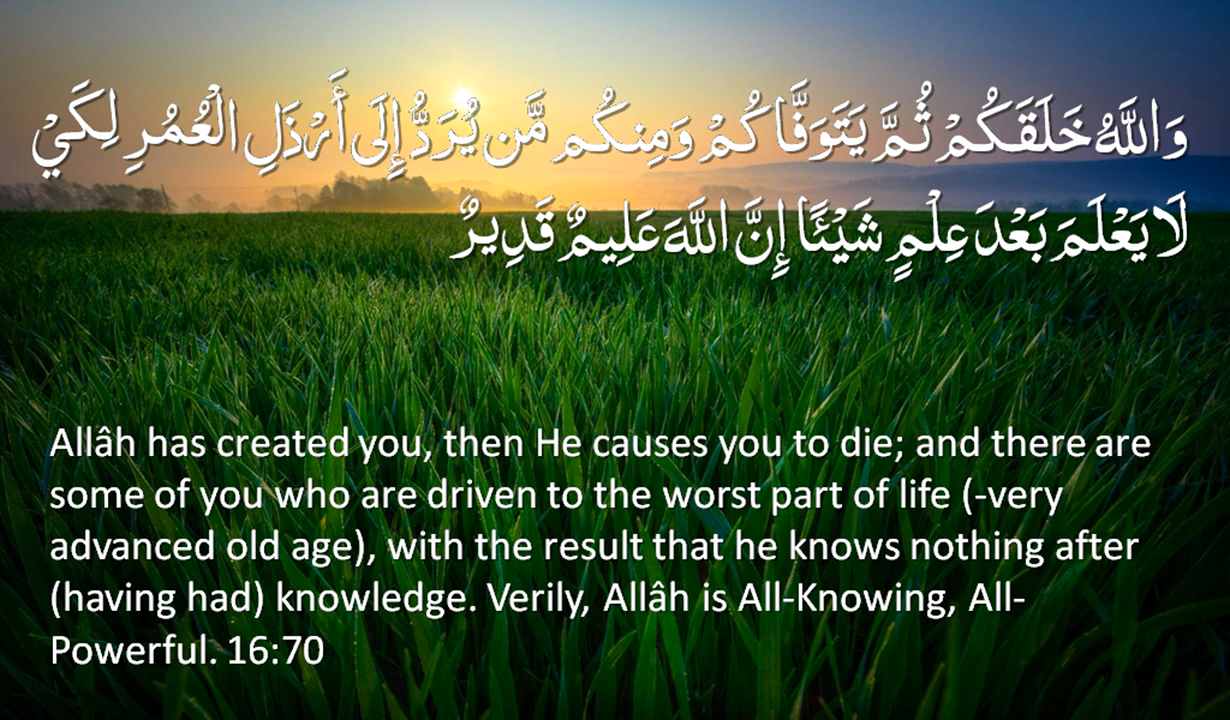 وَاللَّهُ خَلَقَكُمْ ثُمَّ يَتَوَفَّاكُمْ وَمِنكُم مَّن يُرَدُّ إِلَى أَرْذَلِ الْعُمُرِ لِكَيْ
لَا يَعْلَمَ بَعْدَ عِلْمٍ شَيْئًا إِنَّ اللَّهَ عَلِيمٌ قَدِيرٌ
Allâh has created you, then He causes you to die; and there are
some of you who are driven to the worst part of life (-very
advanced old age), with the result that he knows nothing after
(having had) knowledge. Verily, Allâh is All-Knowing, All-
Powerful. 16:70